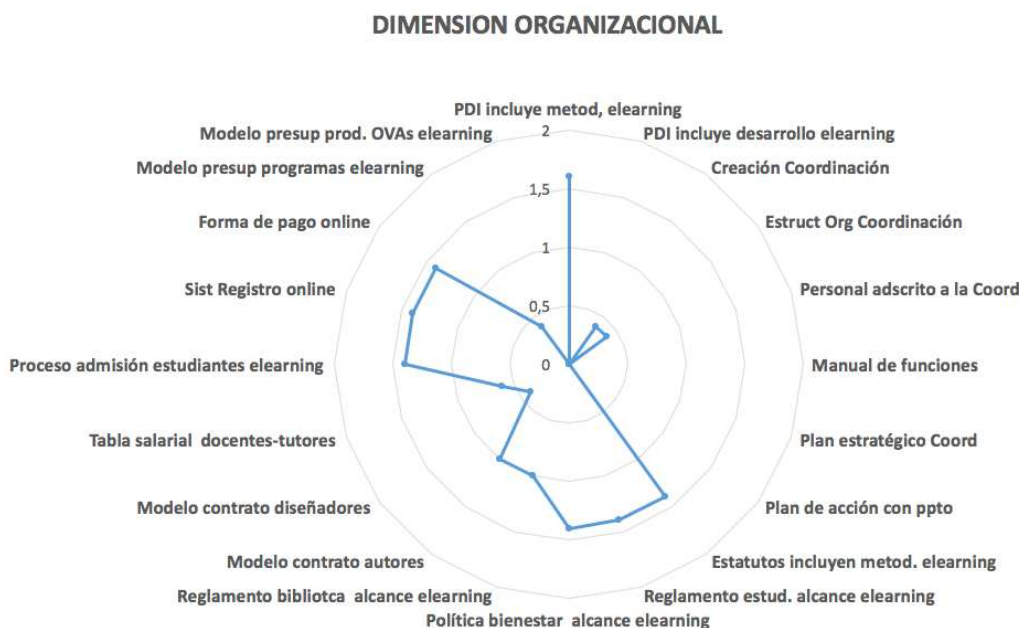 DIMENSION ORGANIZACIONAL
PDI incluye metod, elearning
PDI incluye desarrollo elearning
Creación Coordinación
Estruct Org Coordinación
Personal adscrito a la Coord
Manual de funciones
Plan estratégico Coord
Plan de acción con ppto
Estatutos incluyen metod. elearning
Reglamento estud. alcance elearning
Política bienestar alcance elearning
Reglamento bibliotca alcance elearning
Modelo contrato autores
Modelo contrato diseñadores
Tabla salarial docentes-tutores
Proceso admisión estudiantes elearning
Sist Registro online
Forma de pago online
Modelo presup programas elearning
Modelo presup prod. OVAs elearning
2
1,5
1
0,5
0